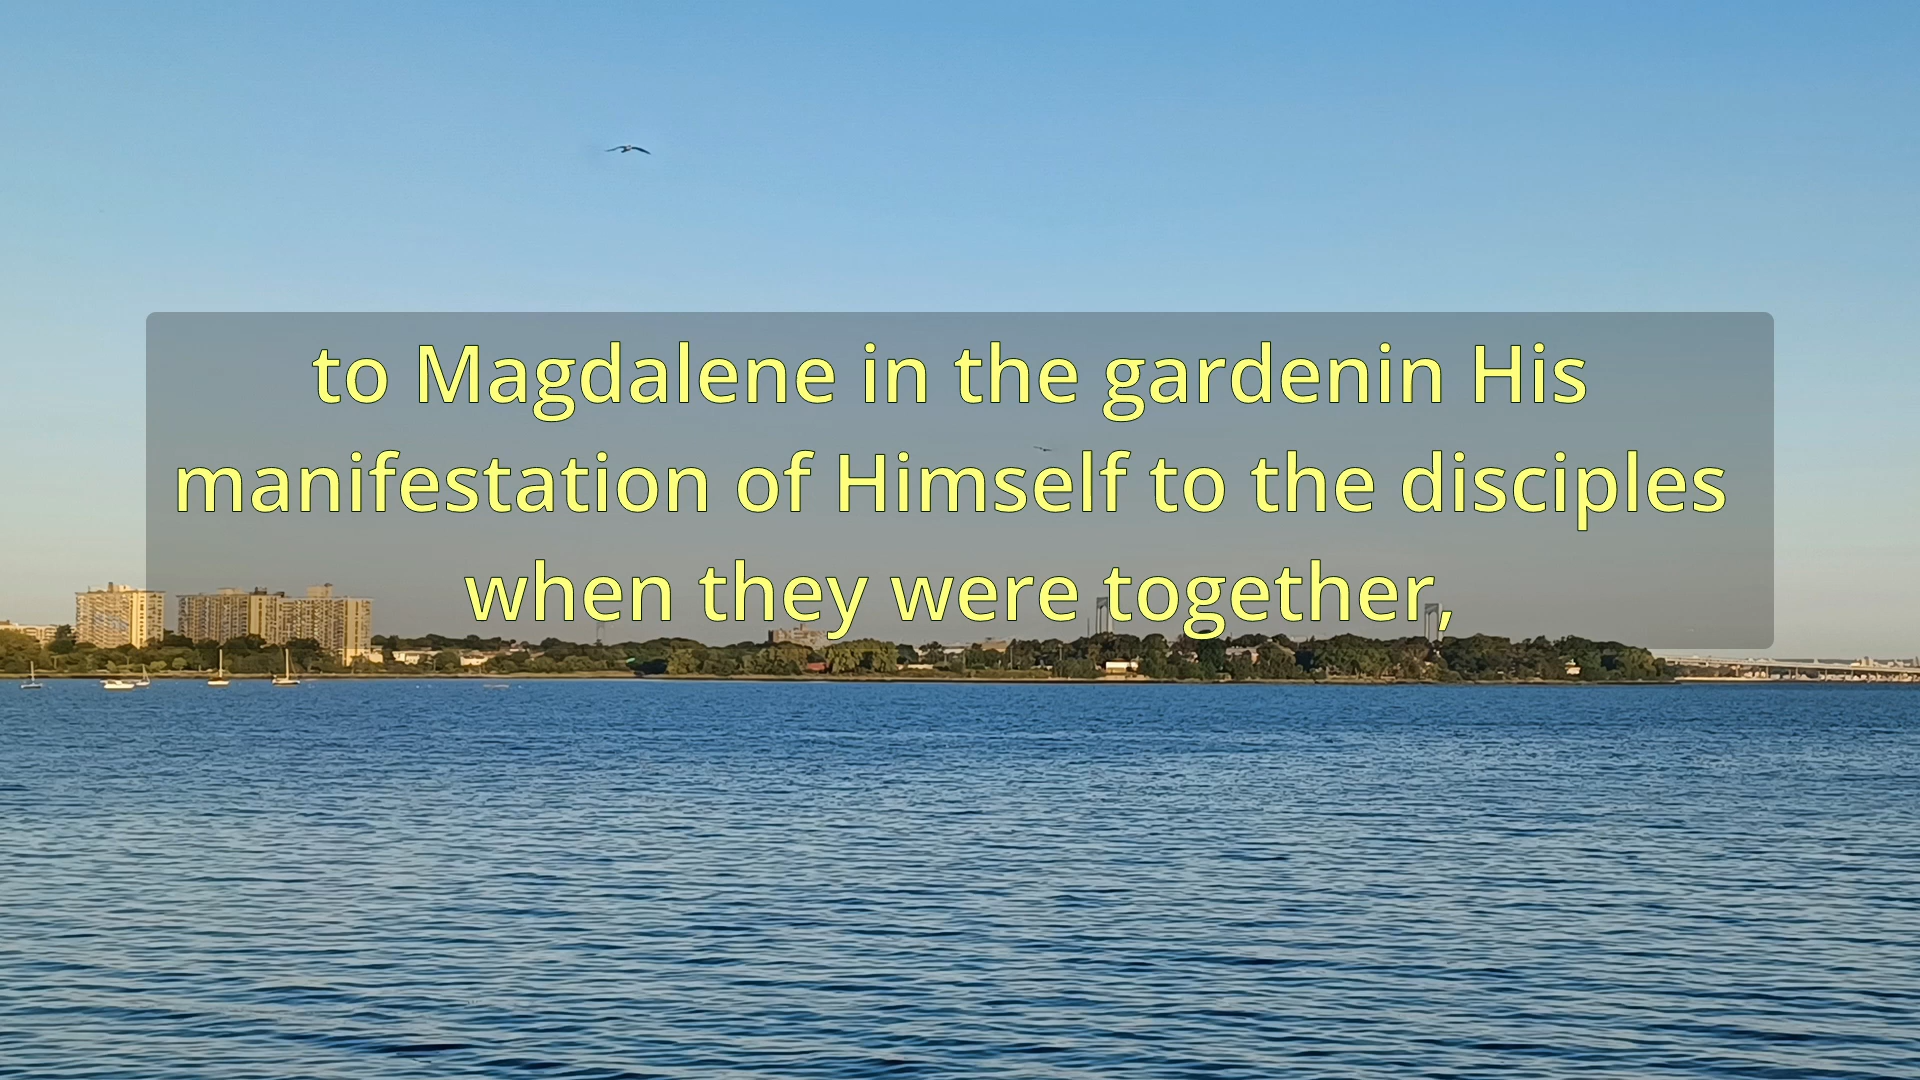 to Magdalene in the gardenin His
manifestation of Himself to the disciples
when they were together,